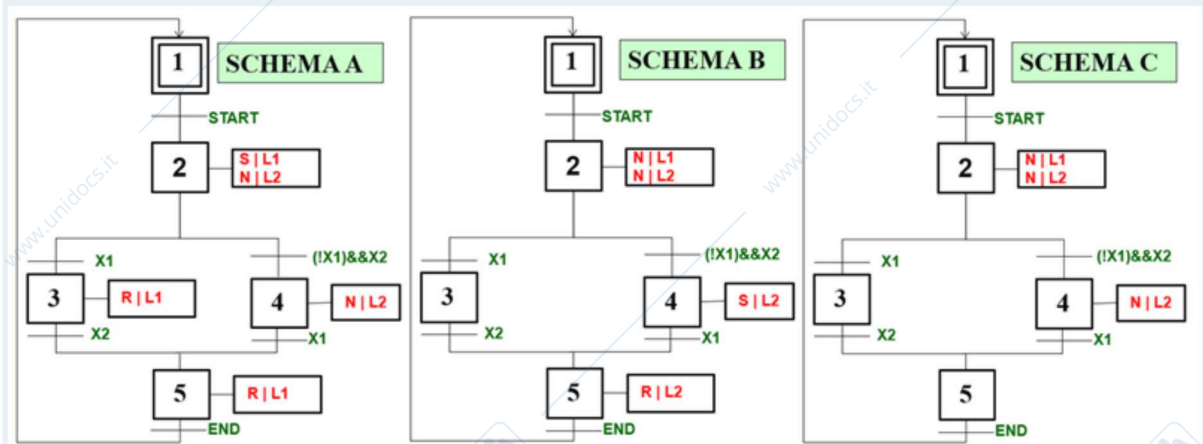 1
SCHEMA A
START
2
S | L1
N | L2
X1
(!X1)&&X2
3
R | L1
4
N | L2
X2
X1
5
R | L1
END
1
SCHEMA B
START
2
N | L1
N | L2
X1
(!X1)&&X2
3
4
S | L2
X2
X1
5
R | L2
END
1
SCHEMA C
START
2
N | L1
N | L2
X1
(!X1)&&X2
3
4
N | L2
X2
X1
5
END
www.unidocs.it
www.unidocs.it